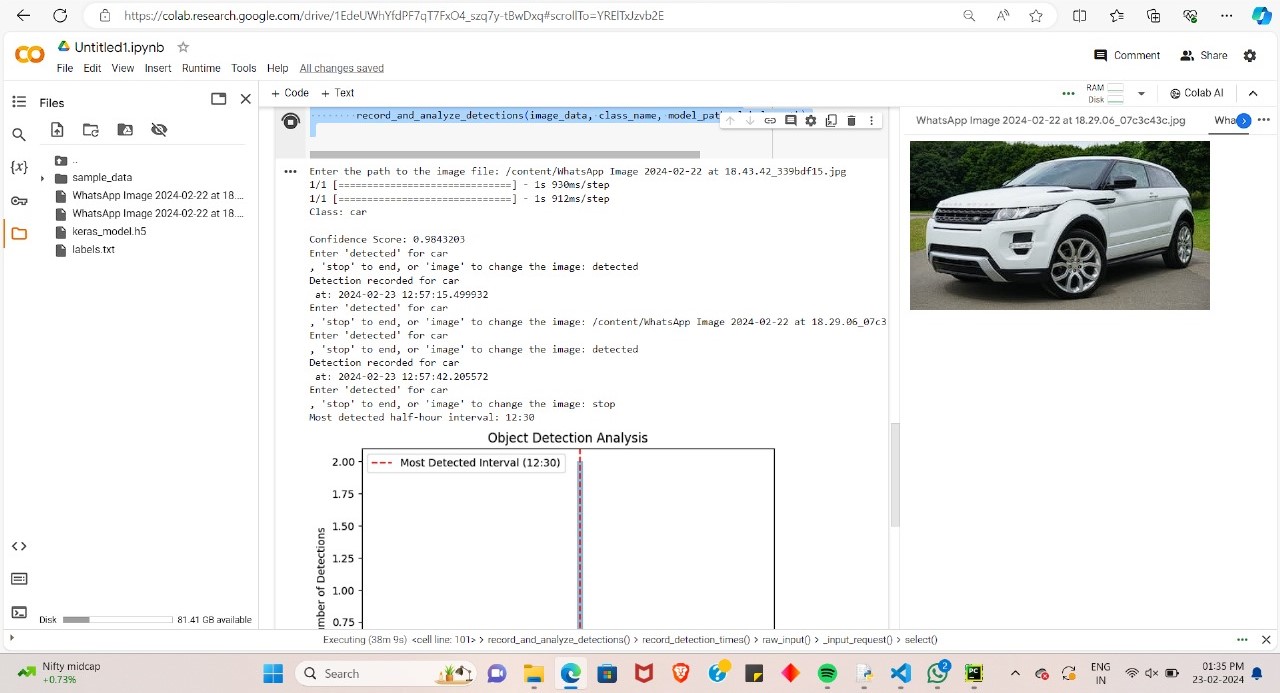 https://colab.research.google.com/drive/1EdeUWhYfdPF7qT7FxO4_szq7y-tBwDxq#scrollTo=YRElTxJzvb2E
Untitled1.ipynb
File Edit View Insert Runtime Tools Help All changes saved
Comment Share
Files
+ Code + Text
RAM
Disk
Colab AI
record_and_analyze_detections(image_data, class_name,
WhatsApp Image 2024-02-22 at 18.29.06_07c3c43c.jpg
Wha
..
sample_data
WhatsApp Image 2024-02-22 at 18....
WhatsApp Image 2024-02-22 at 18....
keras_model.h5
labels.txt
Enter the path to the image file: /content/WhatsApp Image 2024-02-22 at 18.43.42_339bdf15.jpg
1/1 [==============================] - 1s 930ms/step
1/1 [==============================] - 1s 912ms/step
Class: car
Confidence Score: 0.9843203
Enter 'detected' for car
, 'stop' to end, or 'image' to change the image: detected
Detection recorded for car
at: 2024-02-23 12:57:15.499932
Enter 'detected' for car
, 'stop' to end, or 'image' to change the image: /content/WhatsApp Image 2024-02-22 at 18.29.06_07c3
Enter 'detected' for car
, 'stop' to end, or 'image' to change the image: detected
Detection recorded for car
at: 2024-02-23 12:57:42.205572
Enter 'detected' for car
, 'stop' to end, or 'image' to change the image: stop
Most detected half-hour interval: 12:30
Object Detection Analysis
Most Detected Interval (12:30)
2.00
1.75
1.50
1.25
1.00
0.75
mber of Detections
Disk 81.41 GB available
Executing (38m 9s) <cell line: 101> > record_and_analyze_detections() > record_detection_times() > raw_input() > _input_request() > select()
Nifty midcap
+0.73%
Search
2
ENG
IN
01:35 PM
23-02-2024